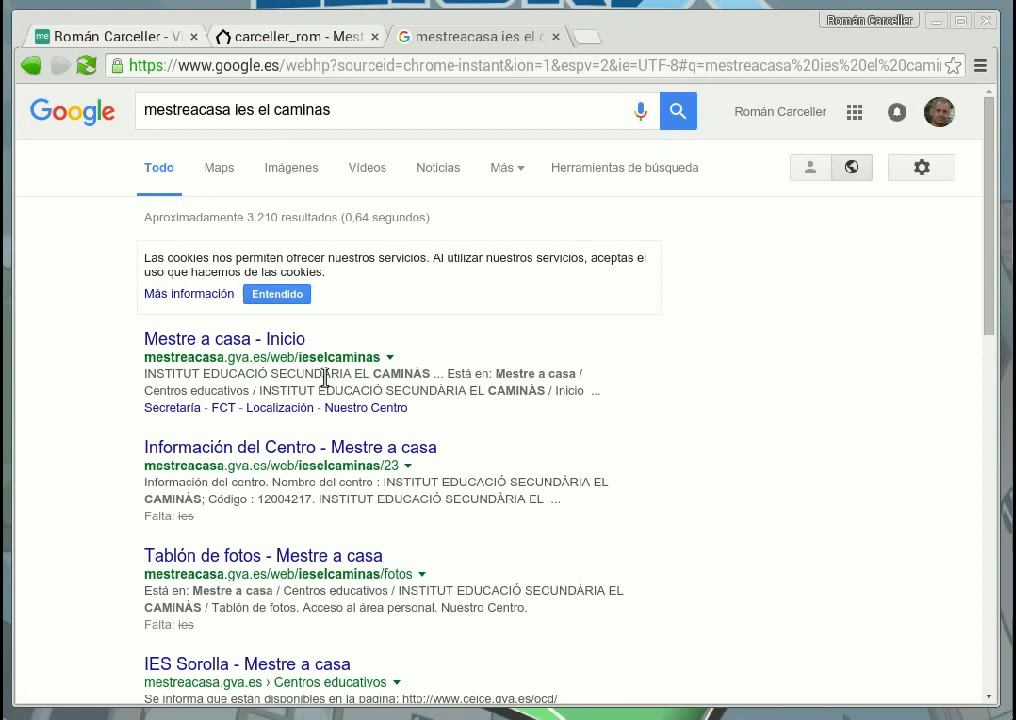 Román Carceller
me Román Carceller - Vi
carceller_rom - Mest
mestreacasa ies el c
https://www.google.es/webhp?sourceid=chrome-instant&ion=1&espv=2&ie=UTF-8#q=mestreacasa%20ies%20el%20cami
Google
mestreacasa ies el caminas
Román Carceller
Todo Maps Imágenes Vídeos Noticias Más Herramientas de búsqueda
Aproximadamente 3.210 resultados (0,64 segundos)
Las cookies nos permiten ofrecer nuestros servicios. Al utilizar nuestros servicios, aceptas el
uso que hacemos de las cookies.
Más información Entendido
Mestre a casa - Inicio
mestreacasa.gva.es/web/ieselcaminas
INSTITUT EDUCACIÓ SECUNDÀRIA EL CAMINÀS ... Está en: Mestre a casa /
Centros educativos / INSTITUT EDUCACIÓ SECUNDÀRIA EL CAMINÀS / Inicio ...
Secretaría - FCT - Localización - Nuestro Centro
Información del Centro - Mestre a casa
mestreacasa.gva.es/web/ieselcaminas/23
Información del centro. Nombre del centro : INSTITUT EDUCACIÓ SECUNDÀRIA EL
CAMINÀS; Código : 12004217. INSTITUT EDUCACIÓ SECUNDÀRIA EL ...
Falta: ies
Tablón de fotos - Mestre a casa
mestreacasa.gva.es/web/ieselcaminas/fotos
Está en: Mestre a casa / Centros educativos / INSTITUT EDUCACIÓ SECUNDÀRIA EL
CAMINÀS / Tablón de fotos. Acceso al área personal. Nuestro Centro.
Falta: ies
IES Sorolla - Mestre a casa
mestreacasa.gva.es › Centros educativos
Se informa que están disponibles en la página: http://www.ceice.gva.es/ocd/